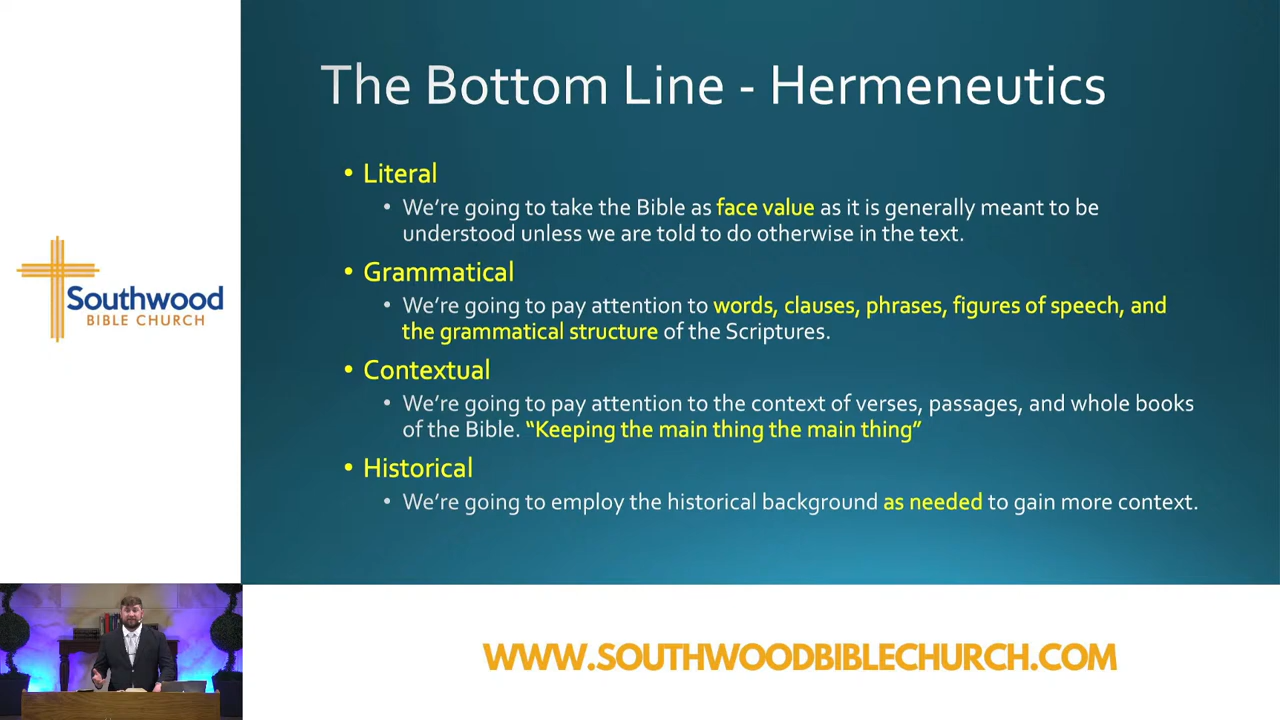 The Bottom Line - Hermeneutics
• Literal
• We're going to take the Bible as face value as it is generally meant to be
understood unless we are told to do otherwise in the text.
• Grammatical
• We're going to pay attention to words, clauses, phrases, figures of speech, and
the grammatical structure of the Scriptures.
• Contextual
• We're going to pay attention to the context of verses, passages, and whole books
of the Bible. "Keeping the main thing the main thing"
• Historical
• We're going to employ the historical background as needed to gain more context.
Southwood
BIBLE CHURCH
WWW.SOUTHWOODBIBLECHURCH.COM